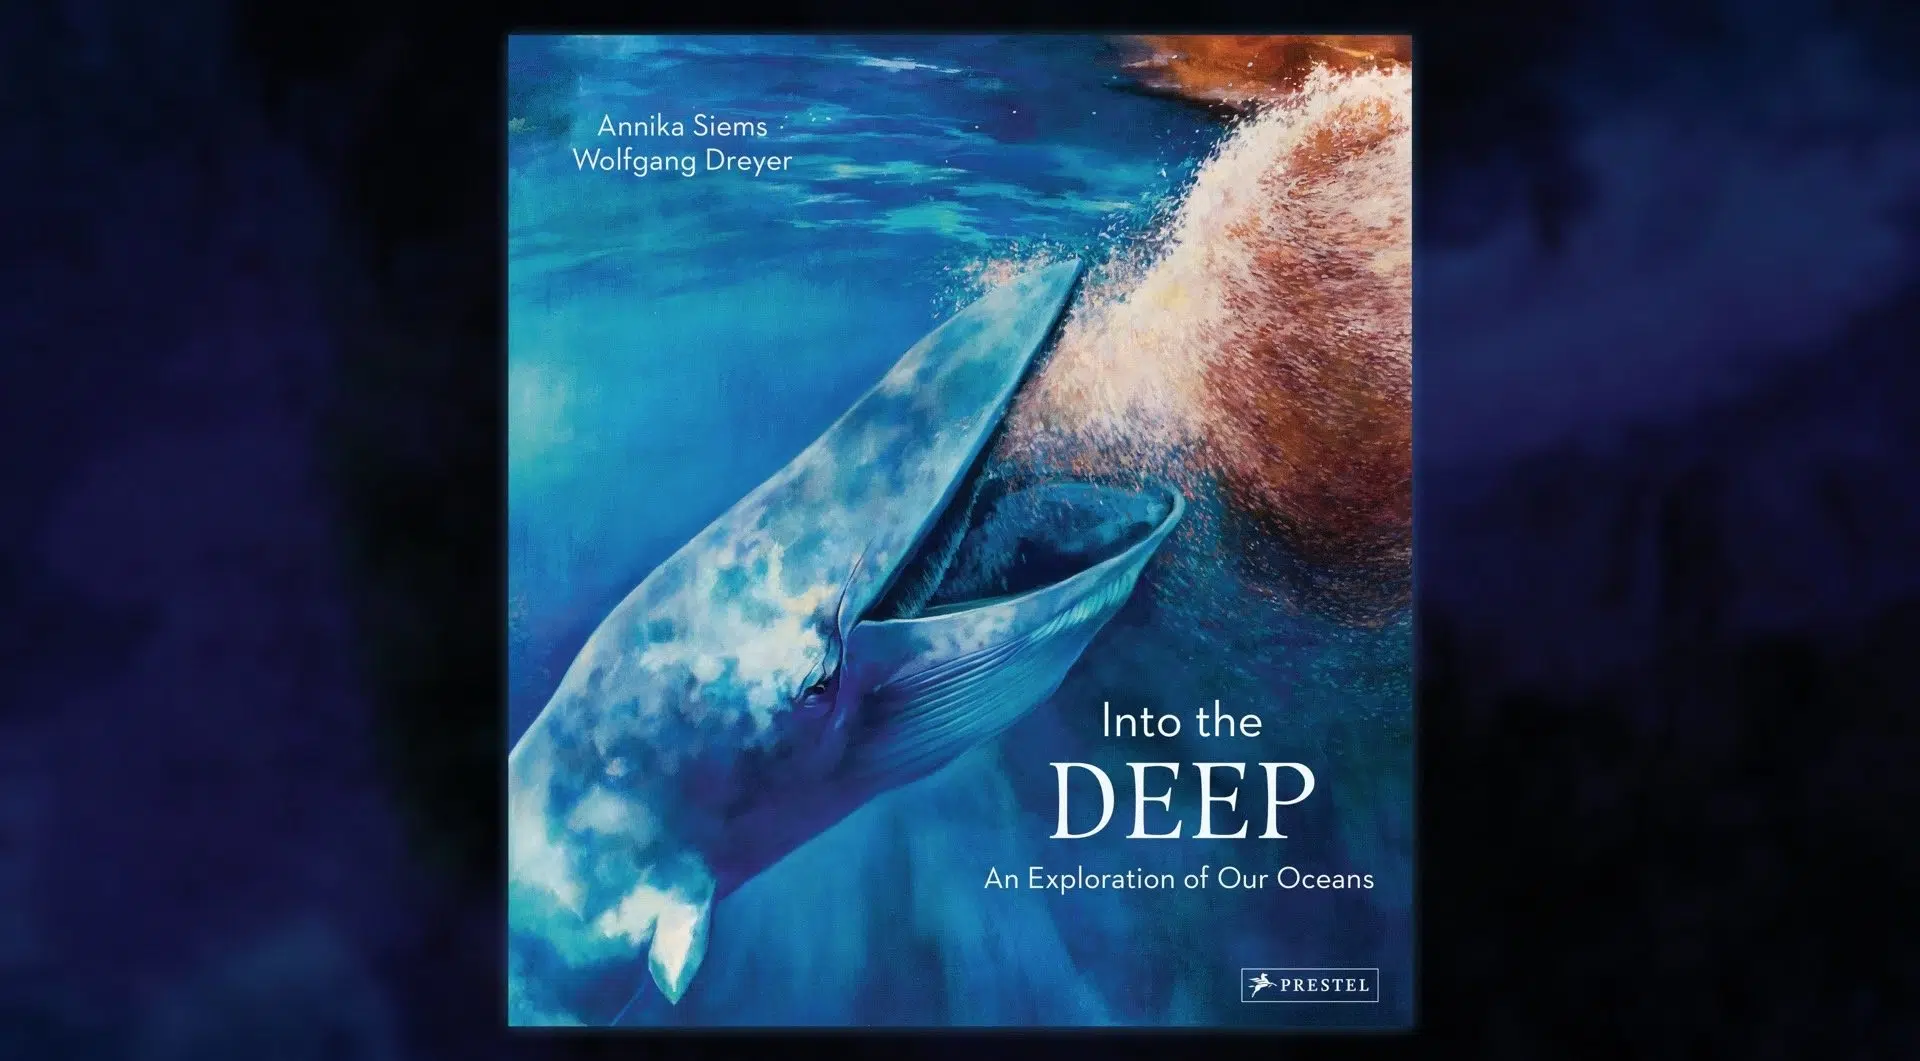 Annika Siems
Wolfgang Dreyer
Into the
DEEP
An Exploration of Our Oceans
PRESTEL